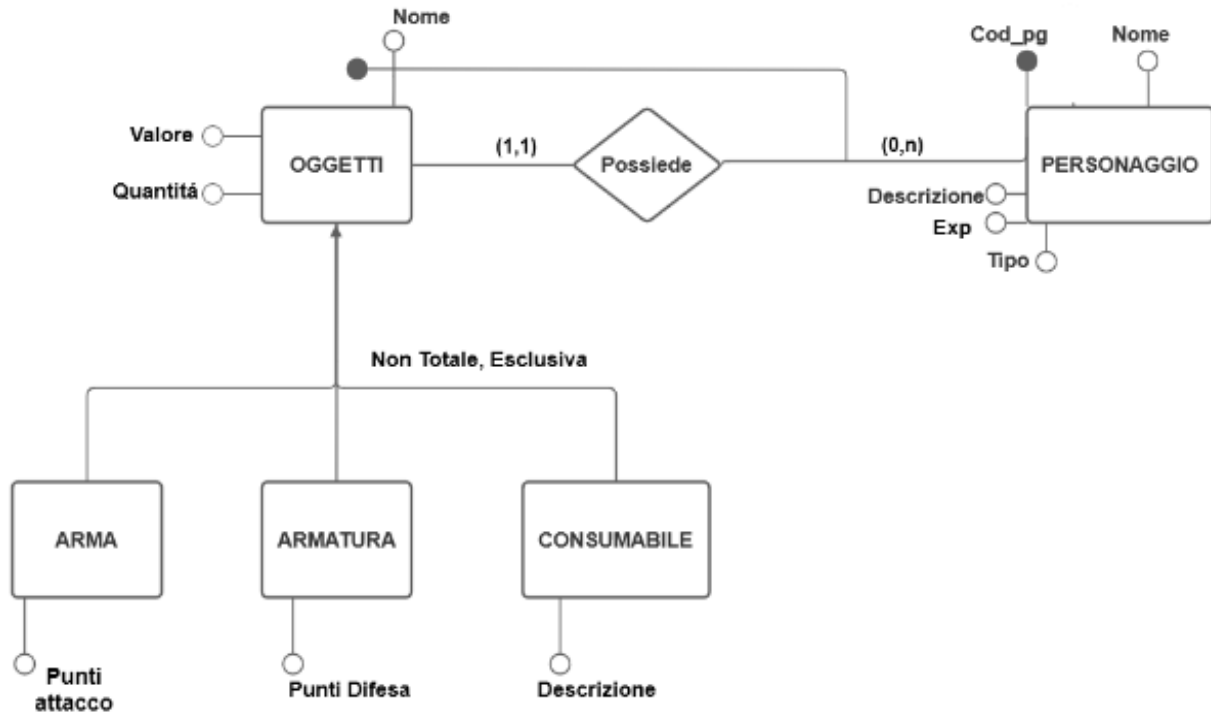 Nome
Cod_pg
Nome
Valore
(1,1)
(0,n)
OGGETTI
Possiede
PERSONAGGIO
Quantitá
Descrizione
Exp
Tipo
Non Totale, Esclusiva
ARMA
ARMATURA
CONSUMABILE
Punti
attacco
Punti Difesa
Descrizione